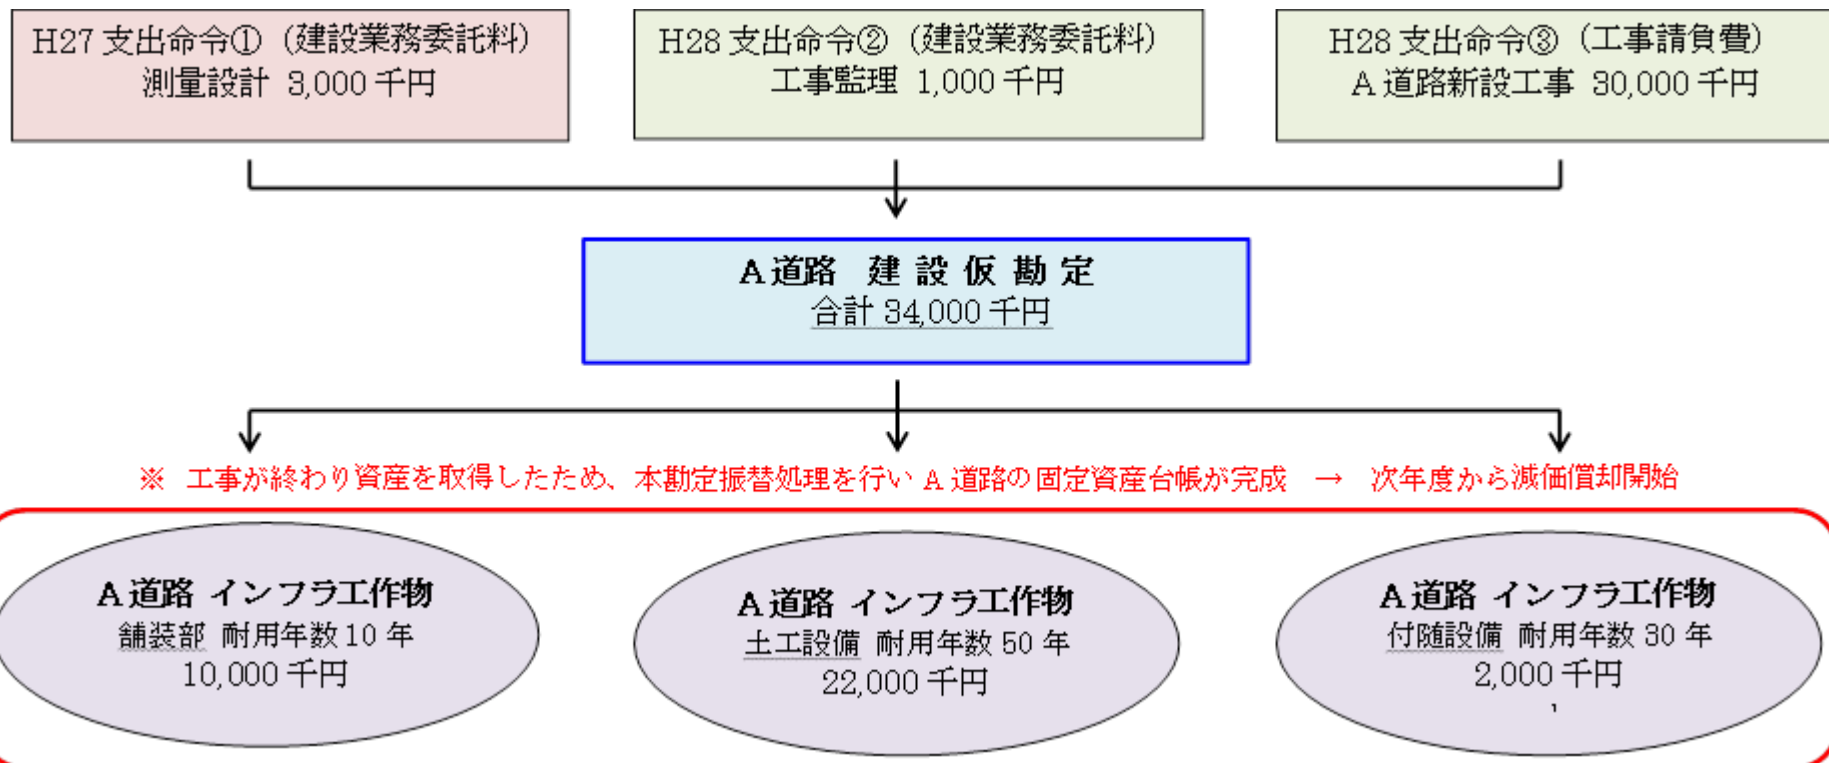 H27 支出命令① (建設業務委託料)
測量設計 3,000 千円
H28 支出命令② (建設業務委託料)
工事監理 1,000 千円
H28 支出命令③ (工事請負費)
A 道路新設工事 30,000 千円
A道路 建 設 仮 勘 定
合計 34,000 千円
※ 工事が終わり資産を取得したため、本勘定振替処理を行い A 道路の固定資産台帳が完成 → 次年度から減価償却開始
A道路 インフラ工作物
舗装部 耐用年数 10 年
10,000 千円
A道路 インフラ工作物
土工設備 耐用年数 50 年
22,000 千円
A道路 インフラ工作物
付随設備 耐用年数 30 年
2,000 千円